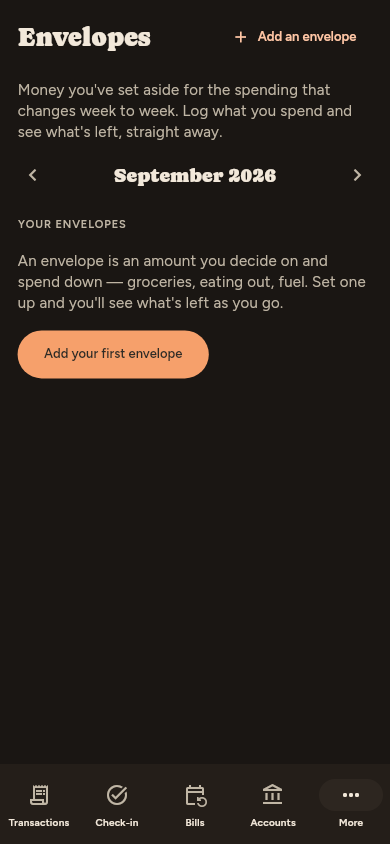 Envelopes
Add an envelope
Money you've set aside for the spending that
changes week to week. Log what you spend and
see what's left, straight away.
September 2026
YOUR ENVELOPES
An envelope is an amount you decide on and
spend down — groceries, eating out, fuel. Set one
up and you'll see what's left as you go.
Add your first envelope
Transactions
Check-in
Bills
Accounts
More